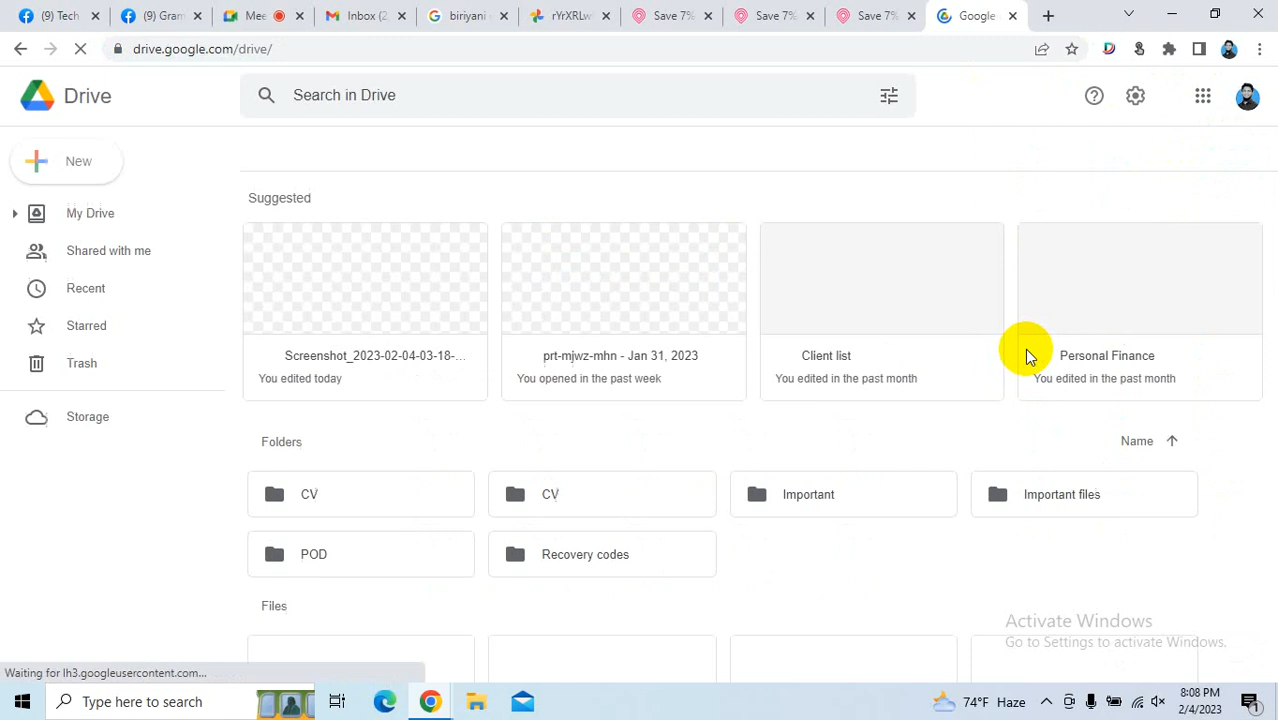 (9) Tech
(9) Gram
Mee
Inbox (2
biriyani
rYrXRLw
Save 7%
Save 7%
Save 7%
Google
drive.google.com/drive/
Drive
Search in Drive
New
My Drive
Shared with me
Recent
Starred
Trash
Storage
Suggested
Screenshot_2023-02-04-03-18-...
You edited today
prt-mjwz-mhn - Jan 31, 2023
You opened in the past week
Client list
You edited in the past month
Personal Finance
You edited in the past month
Folders
Name
CV
CV
Important
Important files
POD
Recovery codes
Files
Activate Windows
Go to Settings to activate Windows.
Waiting for lh3.googleusercontent.com...
Type here to search
74°F Haze
8:08 PM
2/4/2023
1